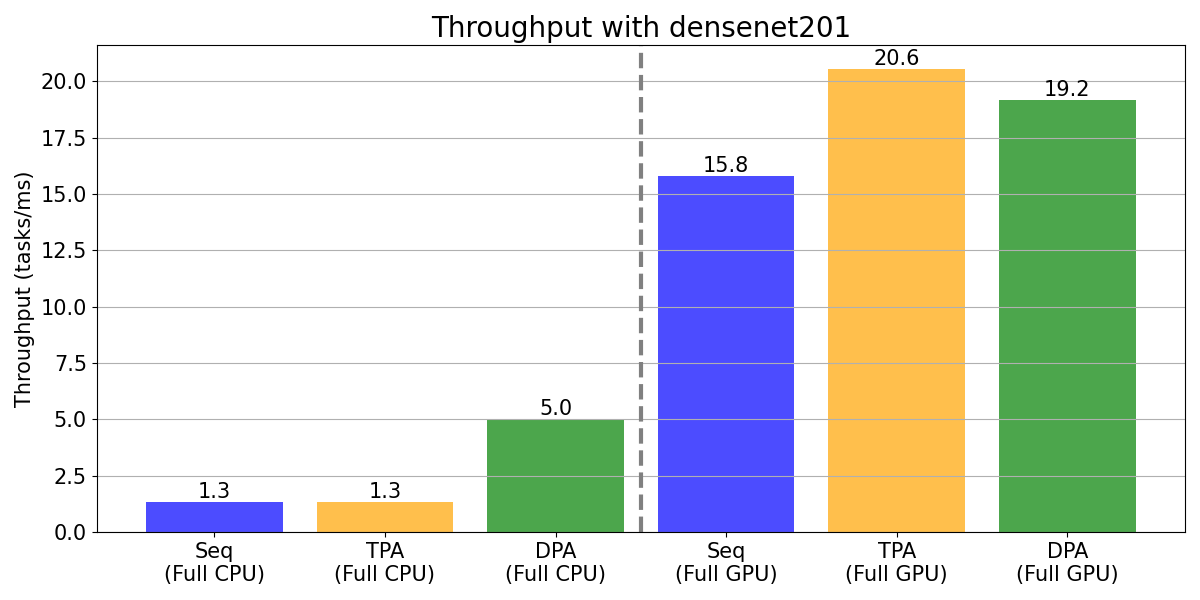 Throughput with densenet201
Throughput (tasks/ms)
20.0
17.5
15.0
12.5
10.0
7.5
5.0
2.5
0.0
1.3
1.3
5.0
15.8
20.6
19.2
Seq
(Full CPU)
TPA
(Full CPU)
DPA
(Full CPU)
Seq
(Full GPU)
TPA
(Full GPU)
DPA
(Full GPU)